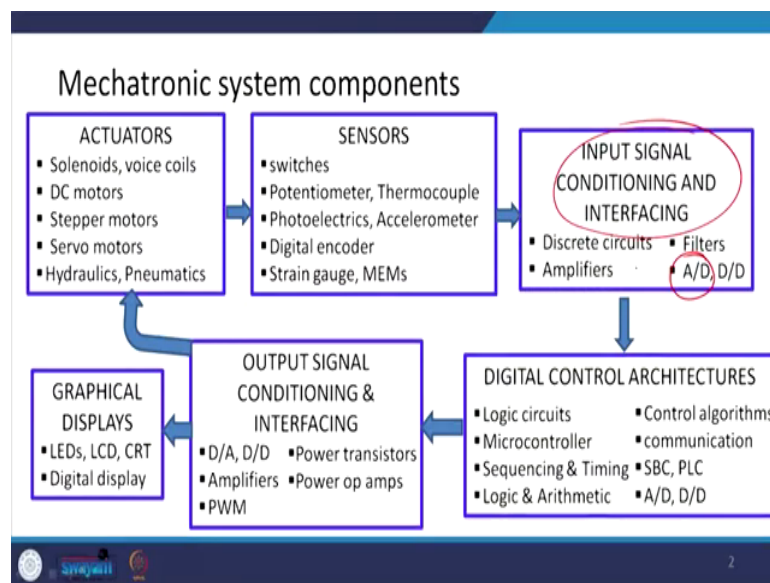 Mechatronic system components
ACTUATORS
▪ Solenoids, voice coils
▪ DC motors
▪ Stepper motors
▪ Servo motors
▪ Hydraulics, Pneumatics
SENSORS
▪ switches
▪ Potentiometer, Thermocouple
▪ Photoelectrics, Accelerometer
▪ Digital encoder
▪ Strain gauge, MEMs
INPUT SIGNAL
CONDITIONING AND
INTERFACING
▪ Discrete circuits ▪ Filters
▪ Amplifiers ▪ A/D, D/D
GRAPHICAL
DISPLAYS
▪ LEDs, LCD, CRT
▪ Digital display
OUTPUT SIGNAL
CONDITIONING &
INTERFACING
▪ D/A, D/D ▪ Power transistors
▪ Amplifiers ▪ Power op amps
▪ PWM
DIGITAL CONTROL ARCHITECTURES
▪ Logic circuits ▪ Control algorithms
▪ Microcontroller ▪ communication
▪ Sequencing & Timing ▪ SBC, PLC
▪ Logic & Arithmetic ▪ A/D, D/D
swayam
2